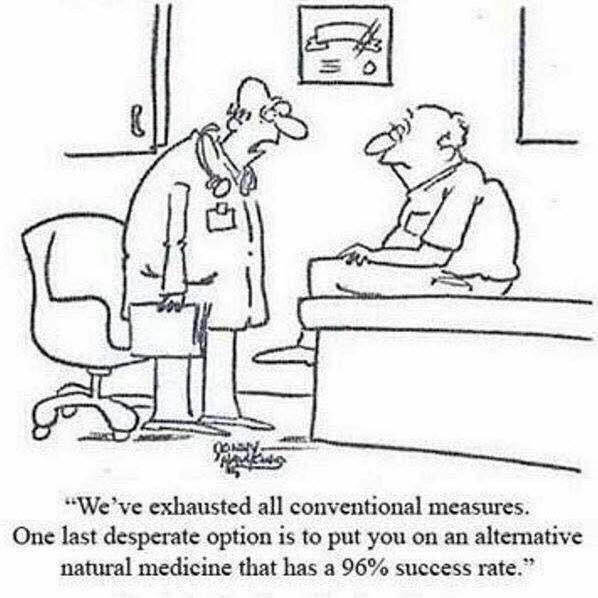 “We’ve exhausted all conventional measures.
One last desperate option is to put you on an alternative
natural medicine that has a 96% success rate.”